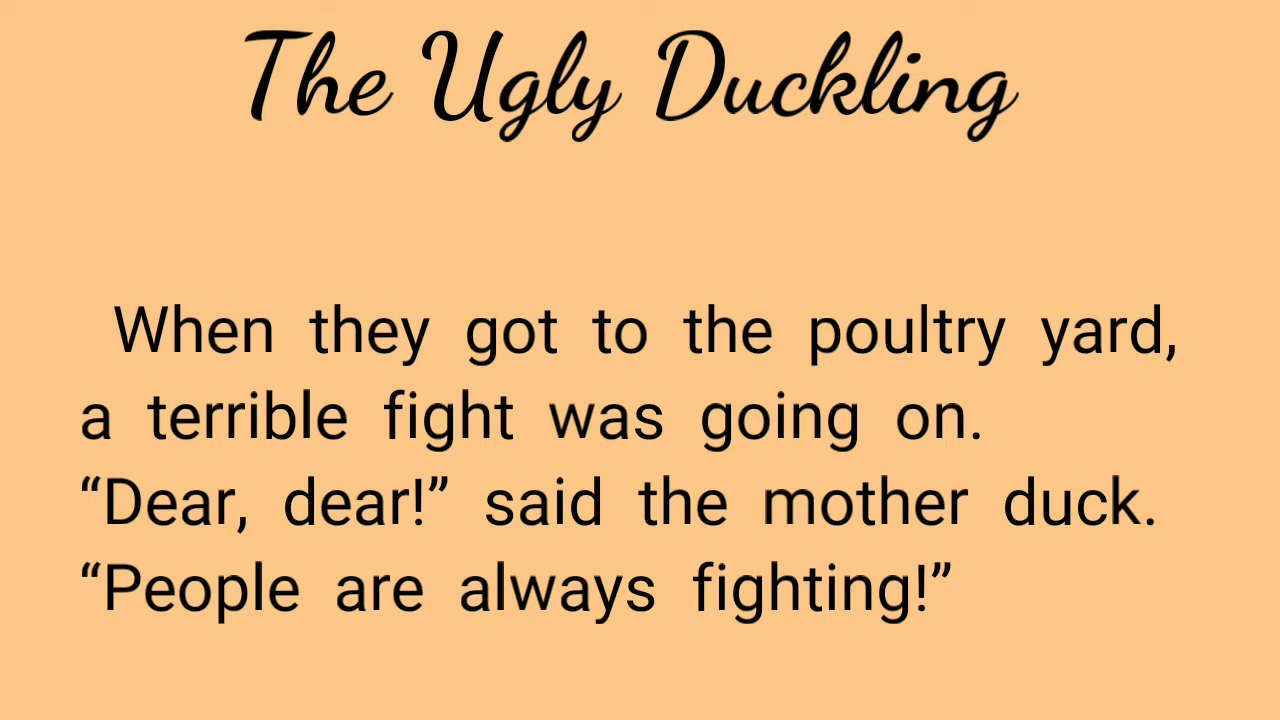 The Ugly Duckling
When they got to the poultry yard,
a terrible fight was going on.
“Dear, dear!” said the mother duck.
“People are always fighting!”